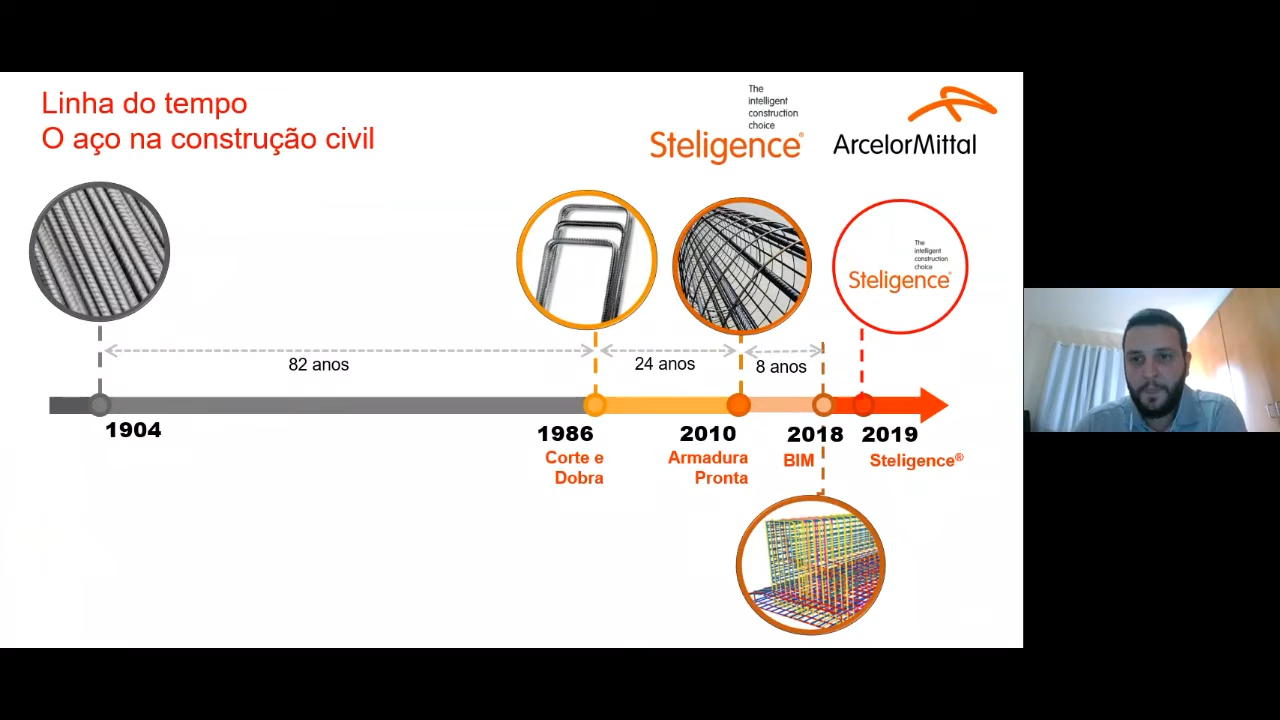 Linha do tempo
O aço na construção civil
The
intelligent
construction
choice
Steligence®
ArcelorMittal
The
intelligent
construction
choice
Steligence®
82 anos
24 anos
8 anos
1904
1986
2010
2018
2019
Corte e
Dobra
Armadura
Pronta
BIM
Steligence®